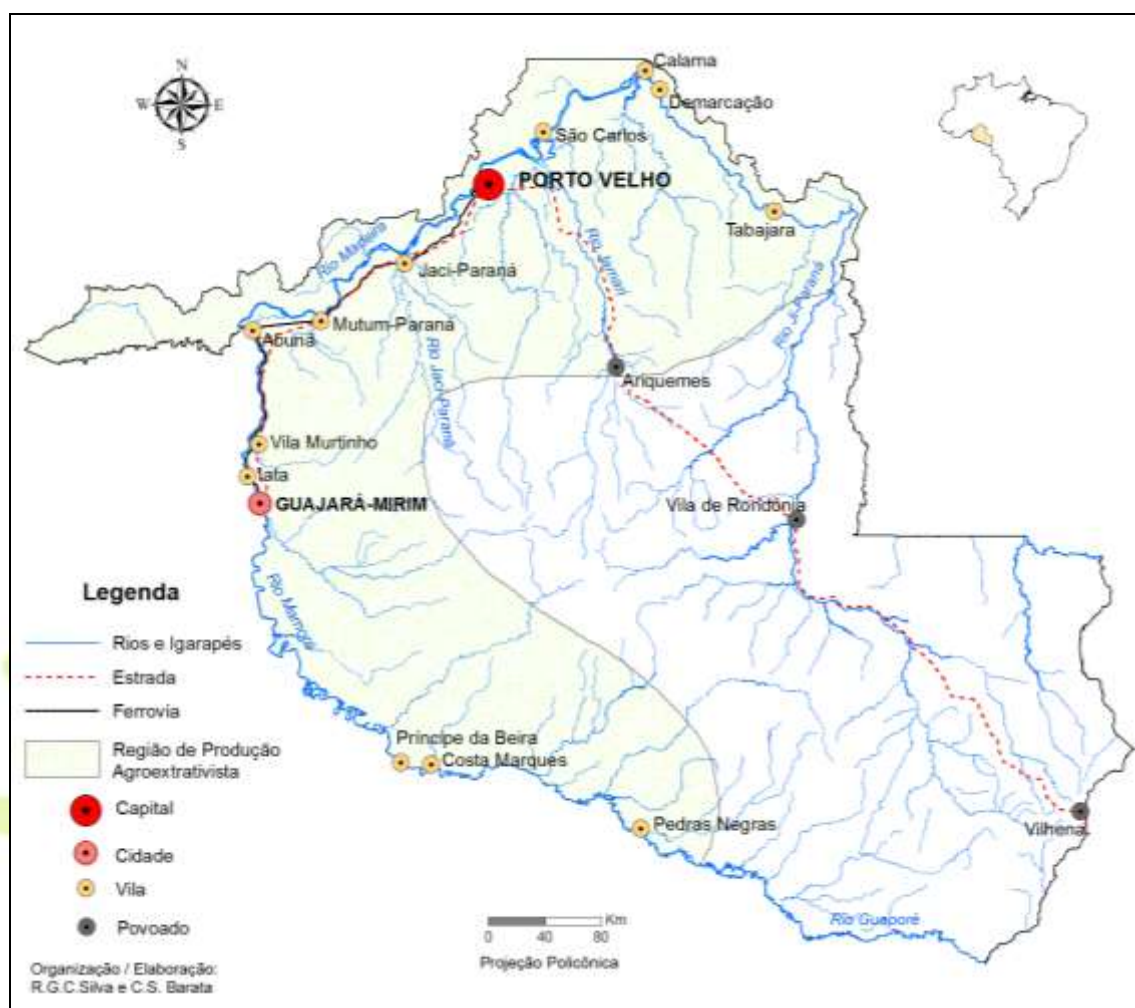 N
W
E
S
Calama
Demarcação
São Carlos
PORTO VELHO
Tabajara
Rio Madeira
Rio Jamari
Jaci-Paraná
Rio Ji-Paraná
Mutum-Paraná
Abunã
Rio Jaci-Paraná
Ariquemes
Vila Murtinho
Iata
GUAJARÁ-MIRIM
Vila de Rondônia
Rio Mamoré
Legenda
Rios e Igarapés
Estrada
Ferrovia
Região de Produção
Agroextrativista
Capital
Cidade
Vila
Povoado
Príncipe da Beira
Costa Marques
Pedras Negras
Vilhena
Rio Guaporé
Km
0 40 80
Projeção Policônica
Organização / Elaboração:
R.G.C.Silva e C.S. Barata